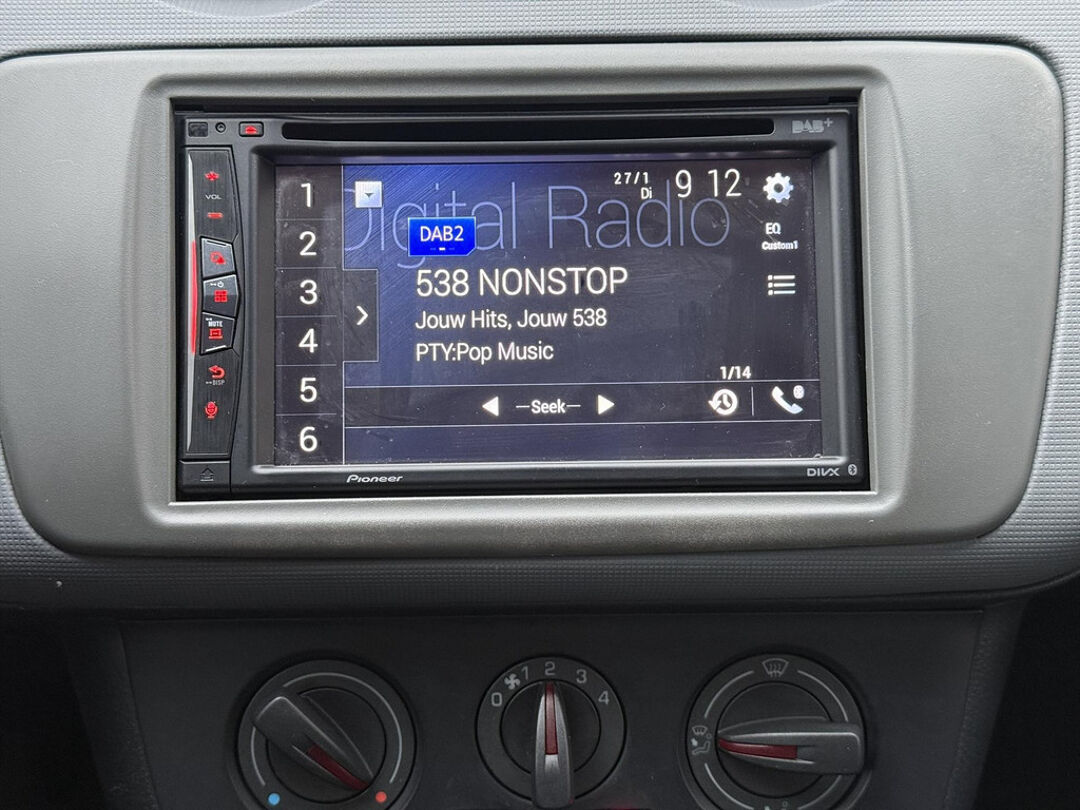 DAB+
VOL
MUTE
DISP
1
2
3
4
5
6
Digital Radio
27/1
Di
9 12
DAB2
EQ
Custom1
538 NONSTOP
Jouw Hits, Jouw 538
PTY:Pop Music
1/14
Seek
Pioneer
DIVX
0
1
2
3
4